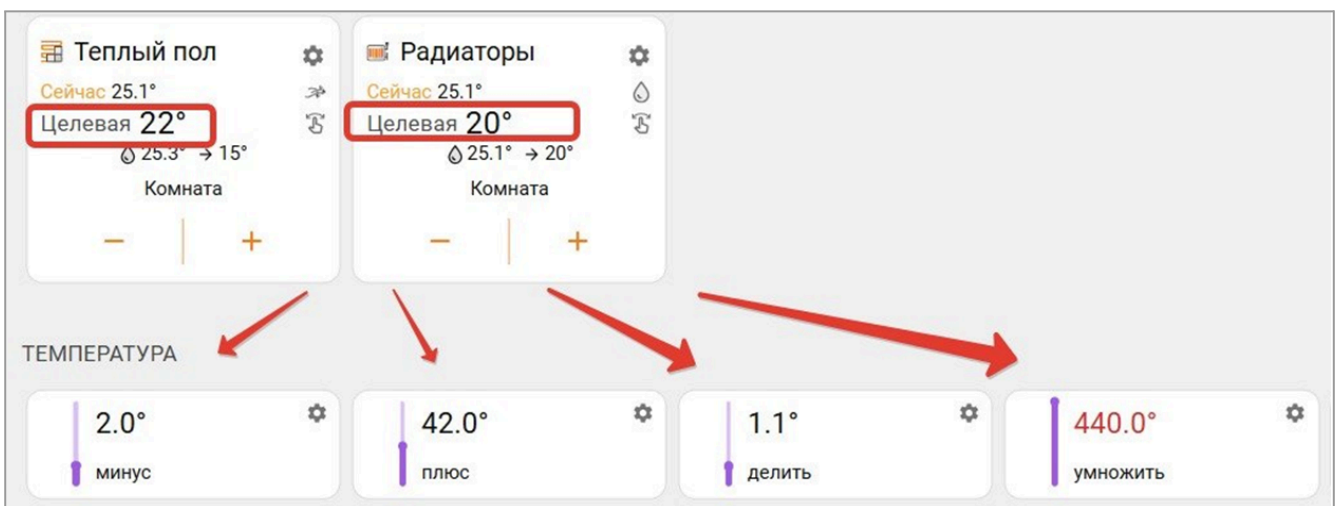 Теплый пол
Сейчас 25.1°
Целевая 22°
25.3° → 15°
Комната
− +
Радиаторы
Сейчас 25.1°
Целевая 20°
25.1° → 20°
Комната
− +
ТЕМПЕРАТУРА
2.0°
минус
42.0°
плюс
1.1°
делить
440.0°
умножить